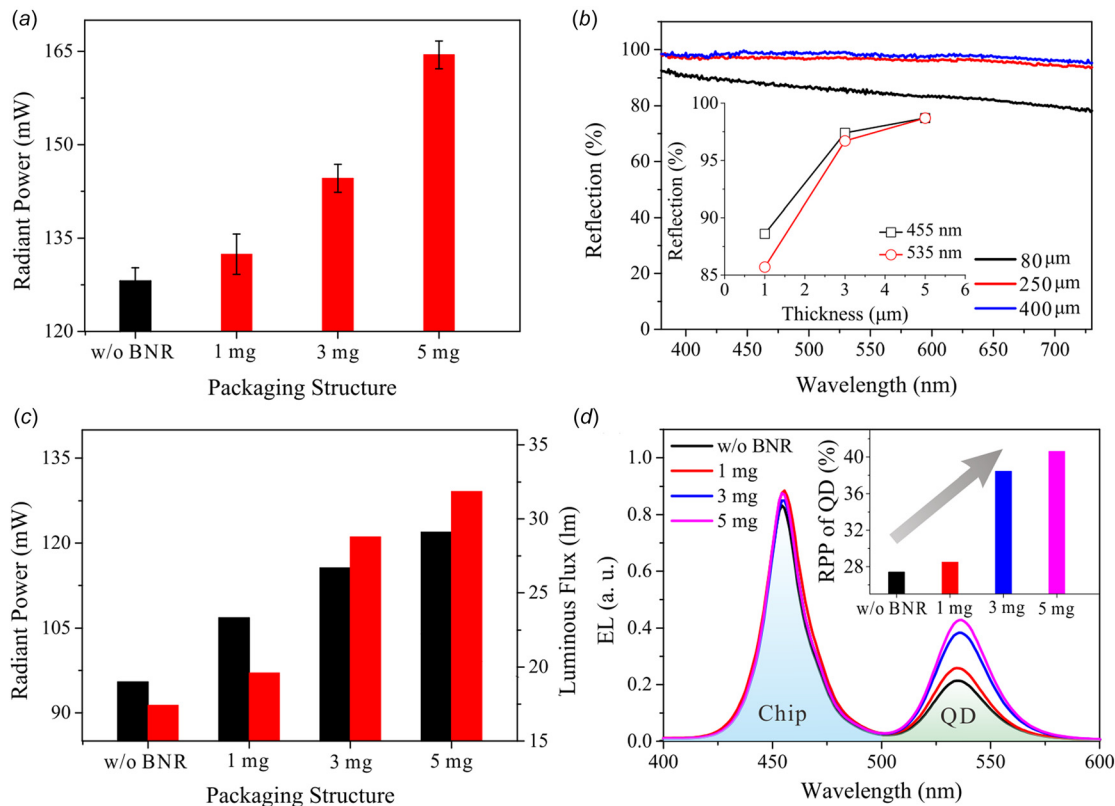 (a)
165
150
135
120
Radiant Power (mW)
w/o BNR 1 mg 3 mg 5 mg
Packaging Structure
(b)
100
80
60
40
20
0
Reflection (%)
100
95
90
85
Reflection (%)
455 nm
535 nm
0 1 2 3 4 5 6
Thickness (μm)
80 μm
250 μm
400 μm
400 450 500 550 600 650 700
Wavelength (nm)
(c)
135
120
105
90
Radiant Power (mW)
35
30
25
20
15
Luminous Flux (lm)
w/o BNR 1 mg 3 mg 5 mg
Packaging Structure
(d)
1.0
0.8
0.6
0.4
0.2
0.0
EL (a. u.)
w/o BNR
1 mg
3 mg
5 mg
40
36
32
28
RPP of QD (%)
w/o BNR 1 mg 3 mg 5 mg
Chip
QD
400 450 500 550 600
Wavelength (nm)